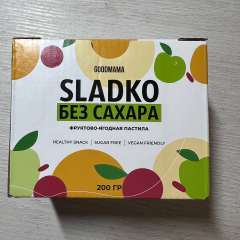 GOODMAMA
SLADKO
БЕЗ САХАРА
ФРУКТОВО-ЯГОДНАЯ ПАСТИЛА
HEALTHY SNACK | SUGAR FREE | VEGAN FRIENDLY
200 ГР